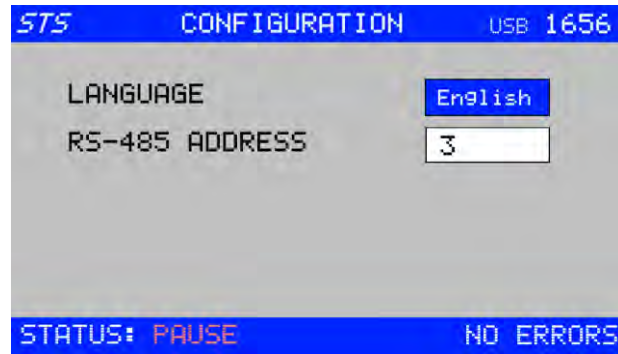 STS CONFIGURATION USB 1656
LANGUAGE English
RS-485 ADDRESS 3
STATUS: PAUSE NO ERRORS